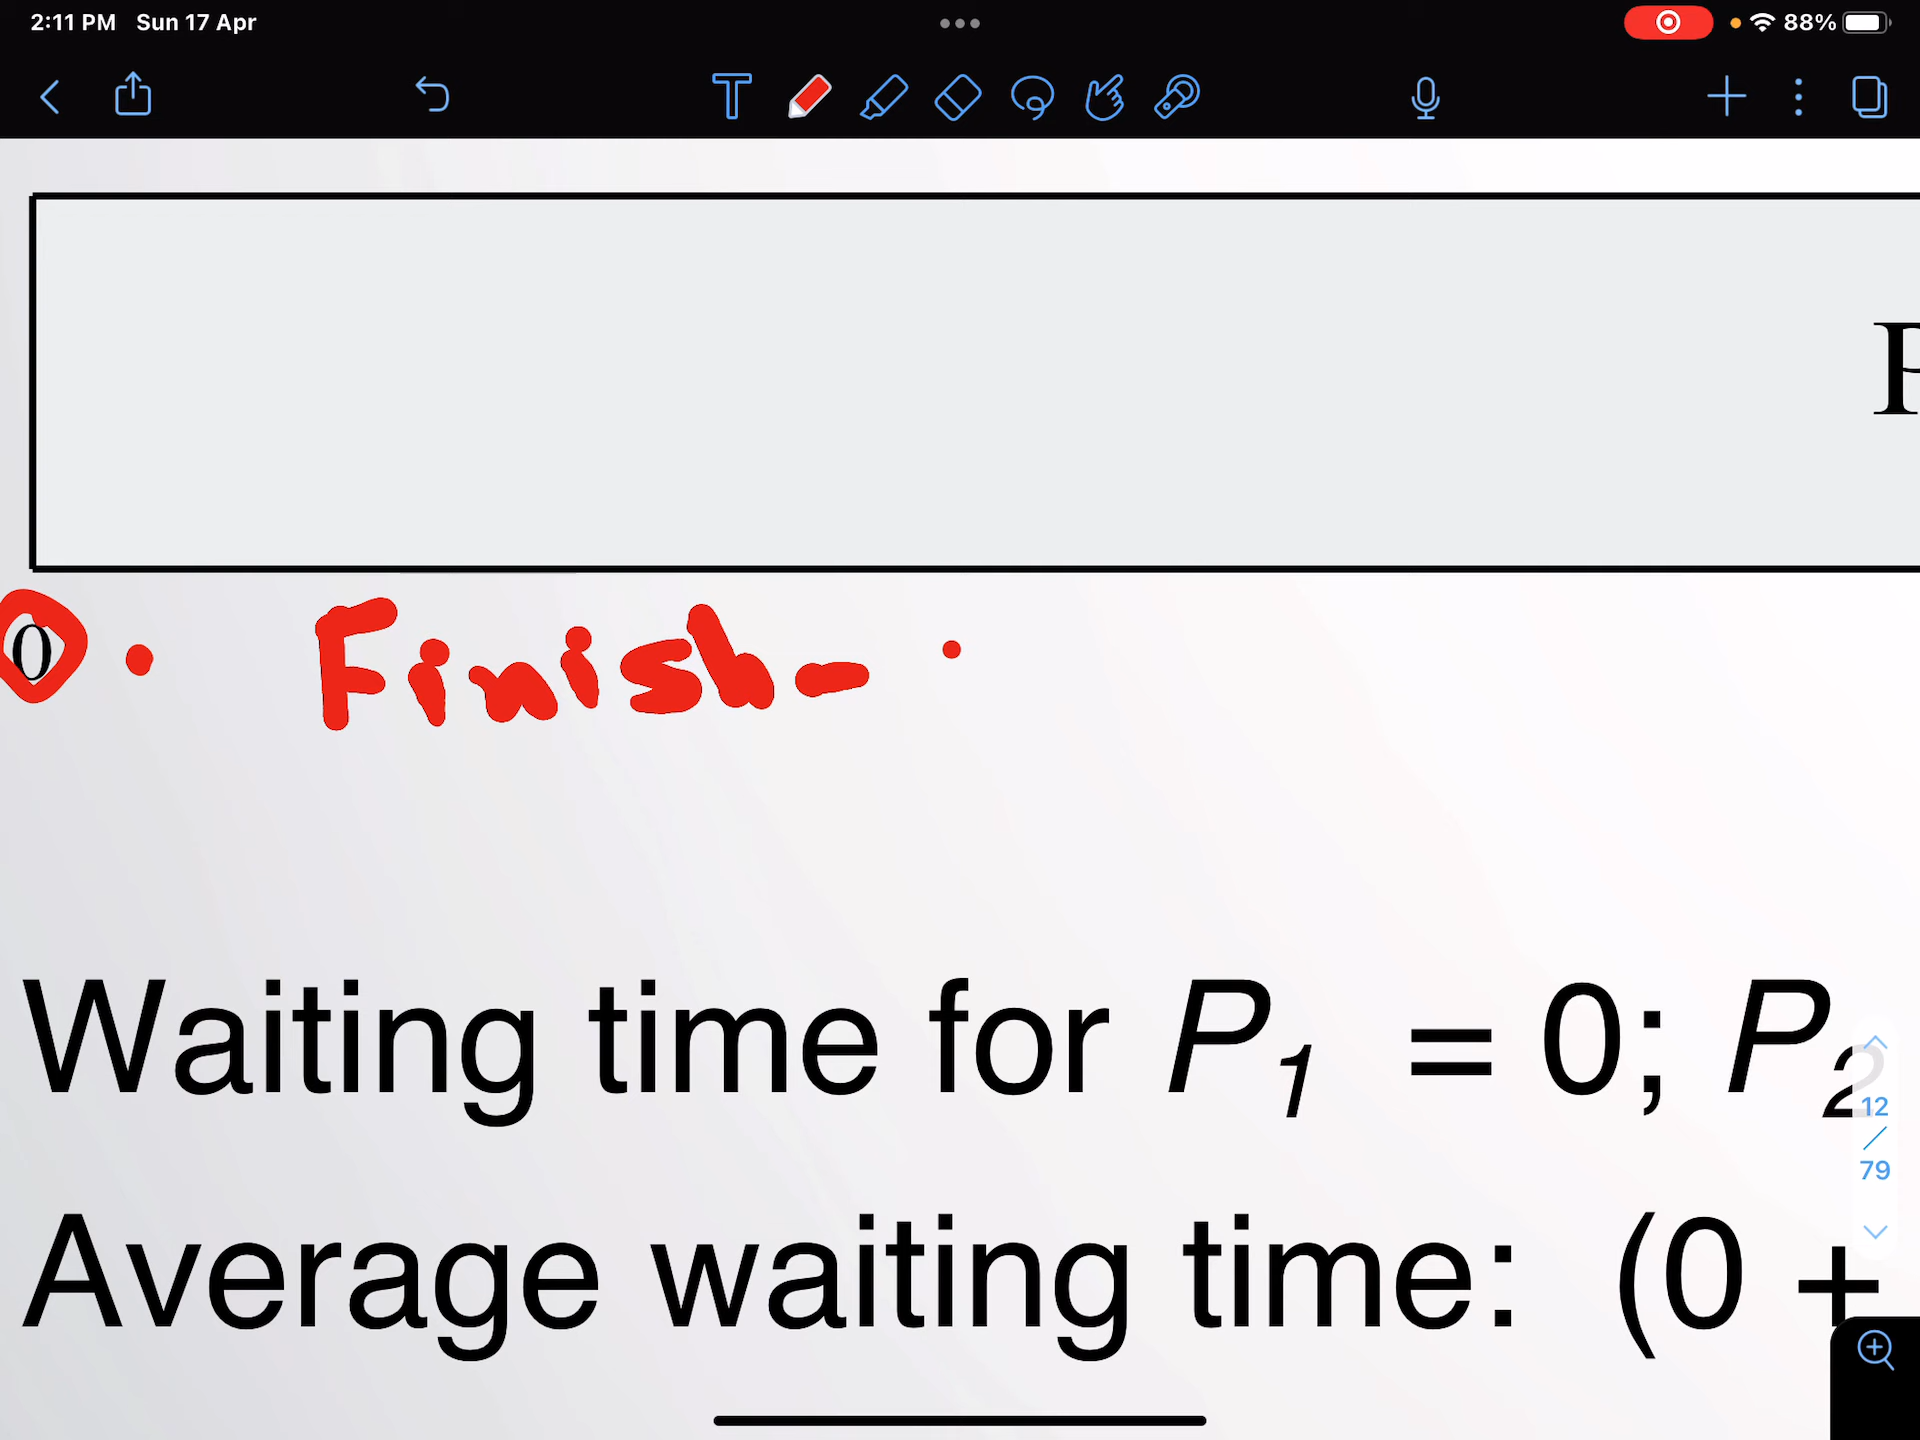 2:11 PM Sun 17 Apr
88%
P
0 . Finish- .
Waiting time for P1 = 0; P2
12
/
79
Average waiting time: (0 +